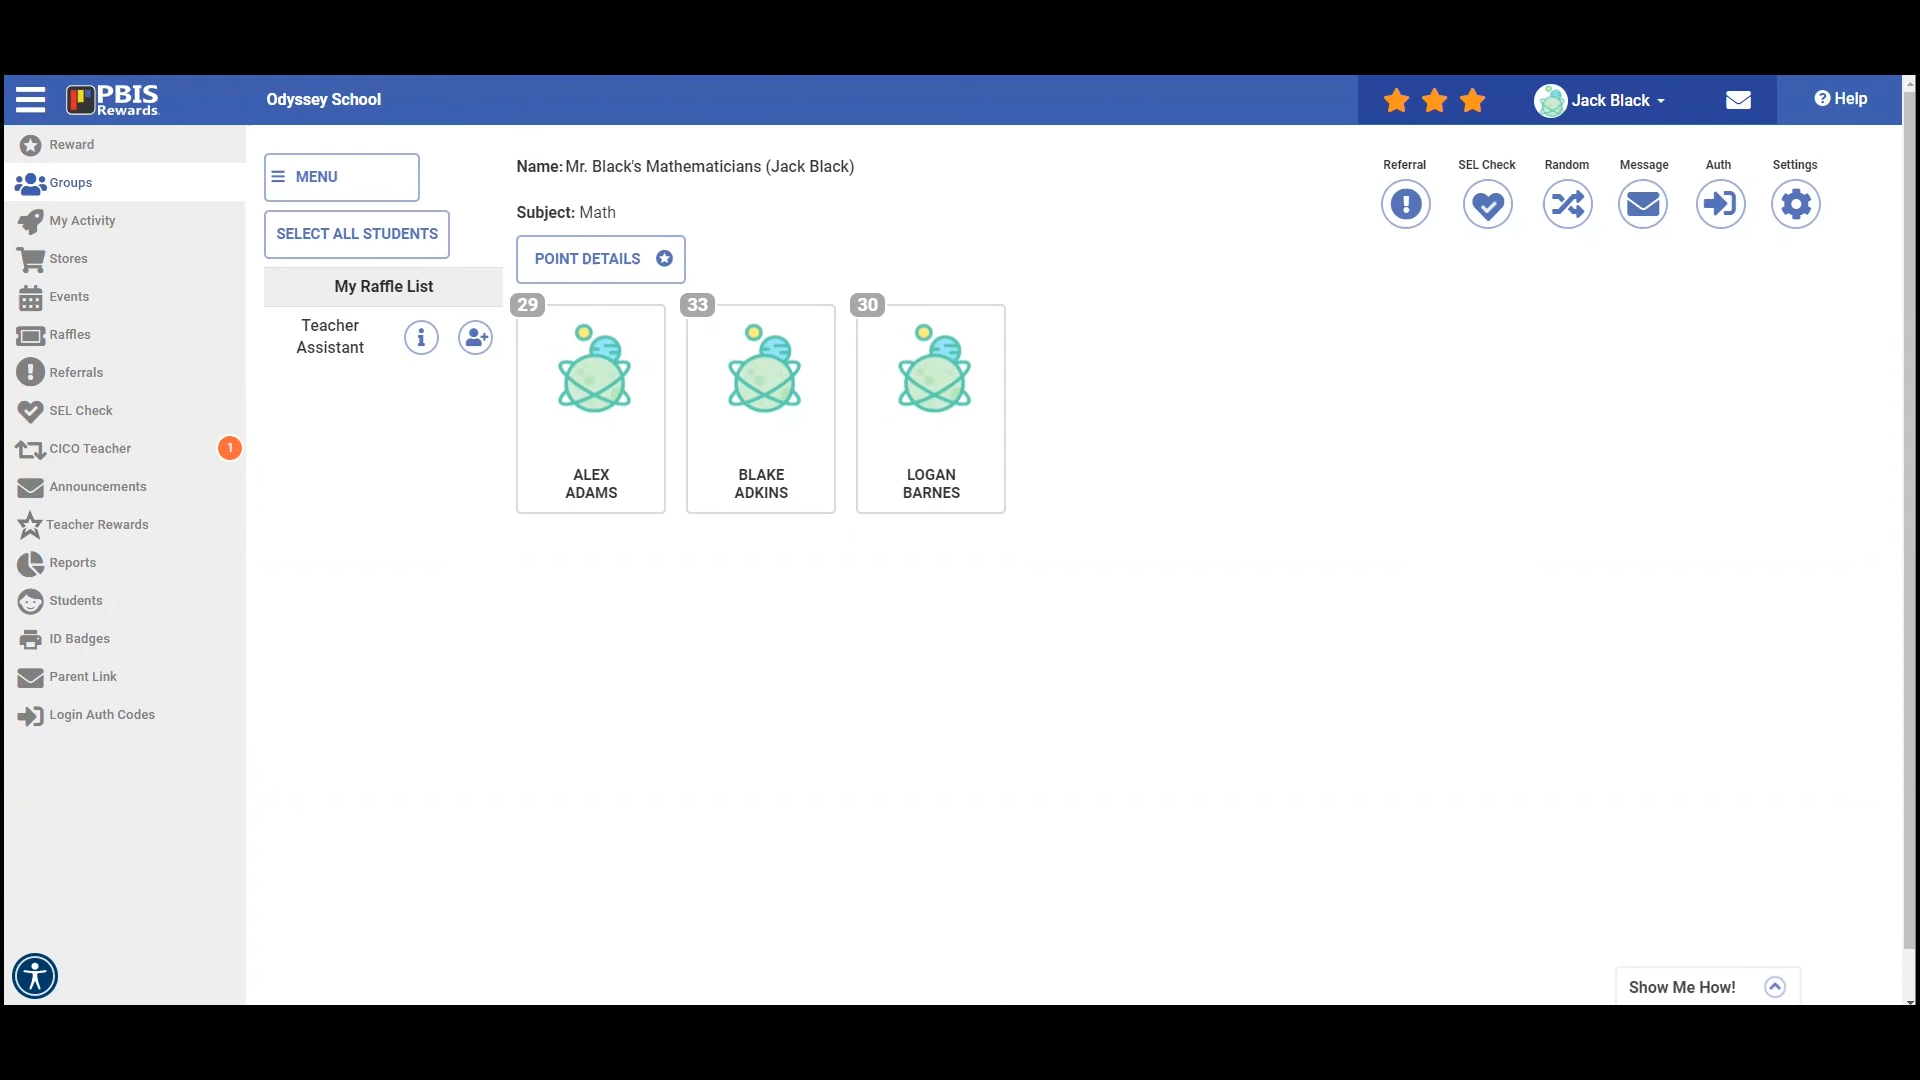 PBIS
Rewards
Odyssey School
Jack Black
Help
Reward
Groups
My Activity
Stores
Events
Raffles
Referrals
SEL Check
CICO Teacher
1
Announcements
Teacher Rewards
Reports
Students
ID Badges
Parent Link
Login Auth Codes
MENU
SELECT ALL STUDENTS
My Raffle List
Teacher
Assistant
Name: Mr. Black's Mathematicians (Jack Black)
Subject: Math
POINT DETAILS
Referral
SEL Check
Random
Message
Auth
Settings
29
ALEX
ADAMS
33
BLAKE
ADKINS
30
LOGAN
BARNES
Show Me How!